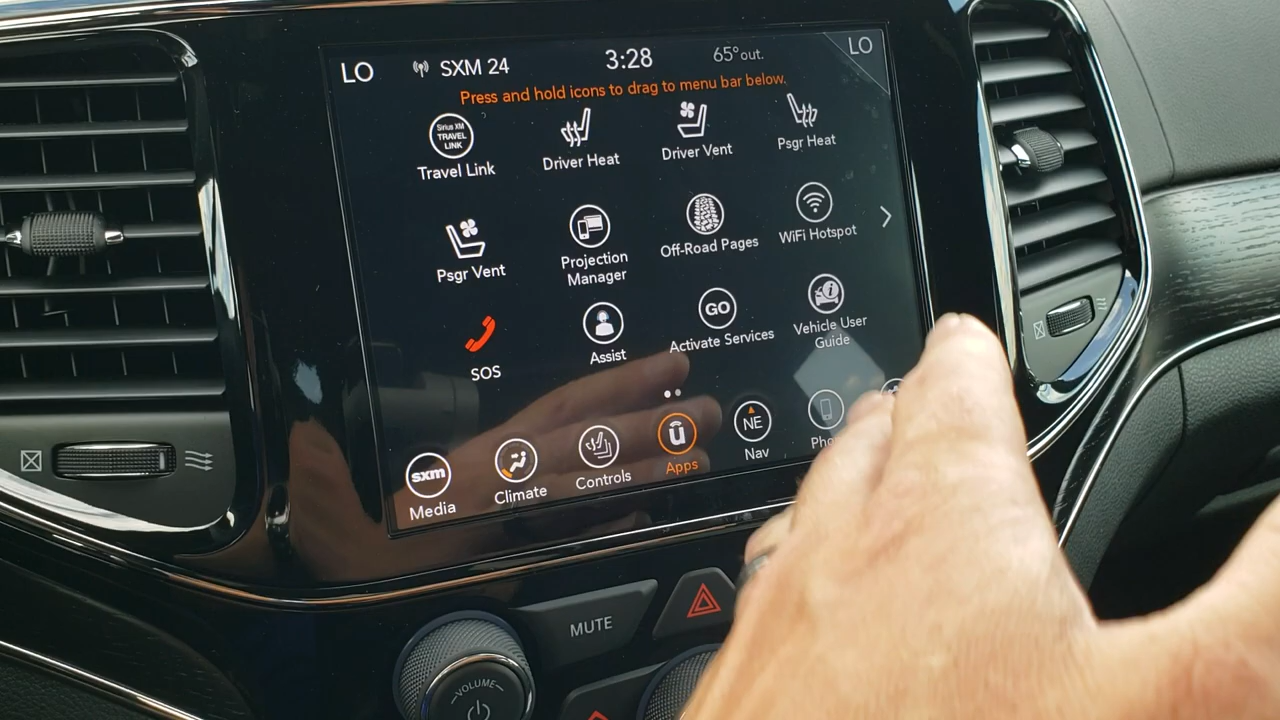 LO SXM 24 3:28 65° out. LO
Press and hold icons to drag to menu bar below.
Sirius XM
TRAVEL
LINK
Travel Link Driver Heat Driver Vent Psgr Heat
Psgr Vent Projection Off-Road Pages WiFi Hotspot
Manager
GO
SOS Assist Activate Services Vehicle User
Guide
sxm û NE
Media Climate Controls Apps Nav
MUTE
VOLUME